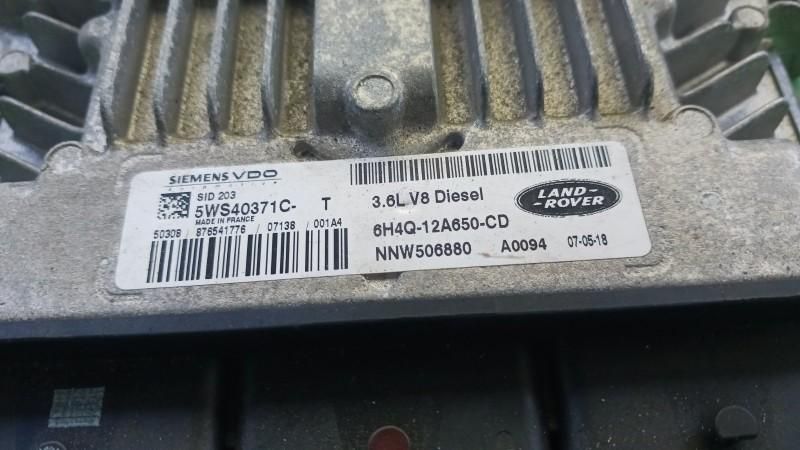 SIEMENS VDO
AUTOMOTIVE
SID 203
5WS40371C- T
MADE IN FRANCE
50308 876541776 07138 001A4
3.6L V8 Diesel
LAND-
ROVER
6H4Q-12A650-CD
NNW506880 A0094 07-05-18